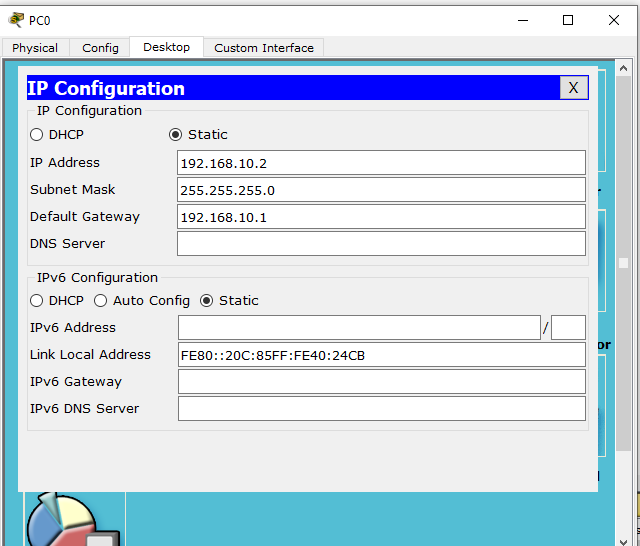 PC0
Physical Config Desktop Custom Interface
IP Configuration X
IP Configuration
DHCP Static
IP Address 192.168.10.2
Subnet Mask 255.255.255.0
Default Gateway 192.168.10.1
DNS Server
IPv6 Configuration
DHCP Auto Config Static
IPv6 Address /
Link Local Address FE80::20C:85FF:FE40:24CB
IPv6 Gateway
IPv6 DNS Server
or